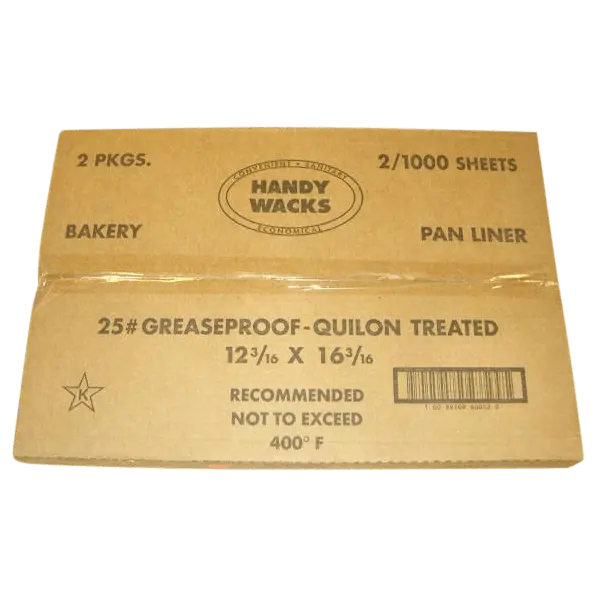 2 PKGS.
CONVENIENT • SANITARY
2/1000 SHEETS
HANDY
WACKS
ECONOMICAL
BAKERY
PAN LINER
25# GREASEPROOF-QUILON TREATED
12 3/16 X 16 3/16
K
RECOMMENDED
NOT TO EXCEED
400° F